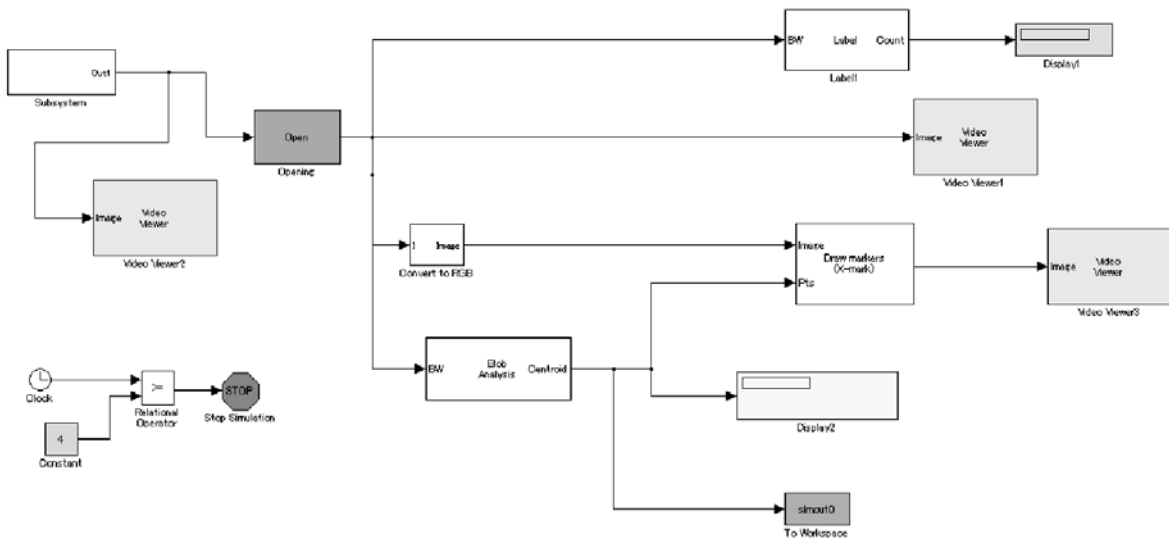 Out1
Subsystem
Image
Video
Viewer
Video Viewer2
Open
Opening
BW
Label
Count
Label1
Display1
Image
Video
Viewer
Video Viewer1
I
Image
Convert to RGB
Image
Pts
Draw markers
(X-mark)
Image
Video
Viewer
Video Viewer3
BW
Blob
Analysis
Centroid
Display2
simout0
To Workspace
Clock
>=
Relational
Operator
STOP
Stop Simulation
4
Constant